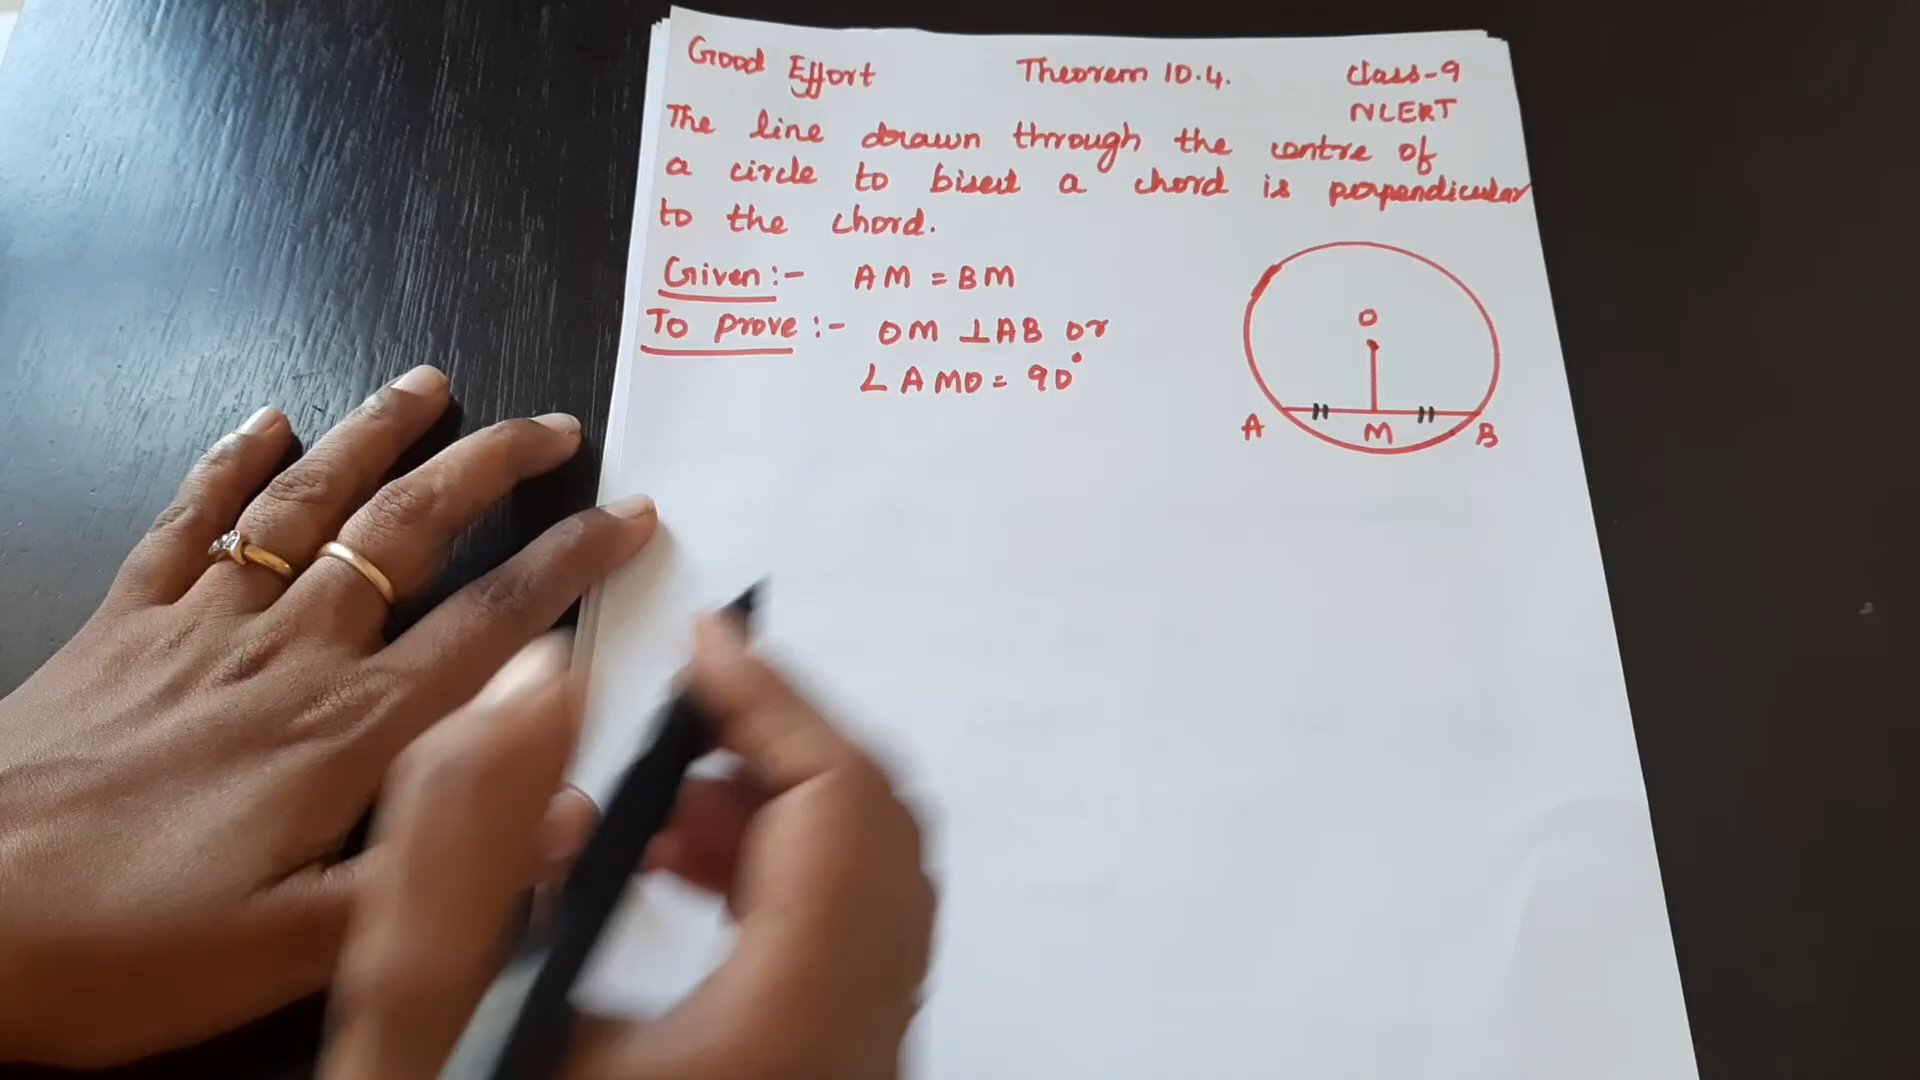 Good Effort Theorem 10.4. Class-9
NCERT
The line drawn through the centre of
a circle to bisect a chord is perpendicular
to the chord.
Given:- AM = BM
To prove:- OM ⊥AB or
∠AMO = 90°
O
A M B